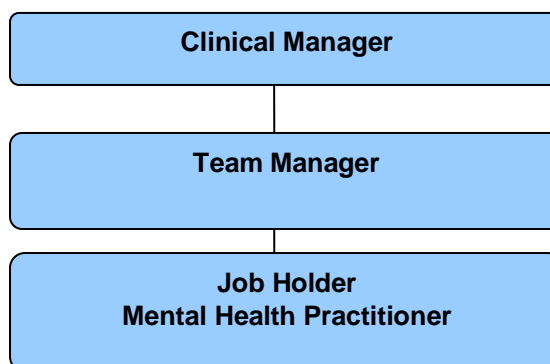 Clinical Manager
Team Manager
Job Holder
Mental Health Practitioner